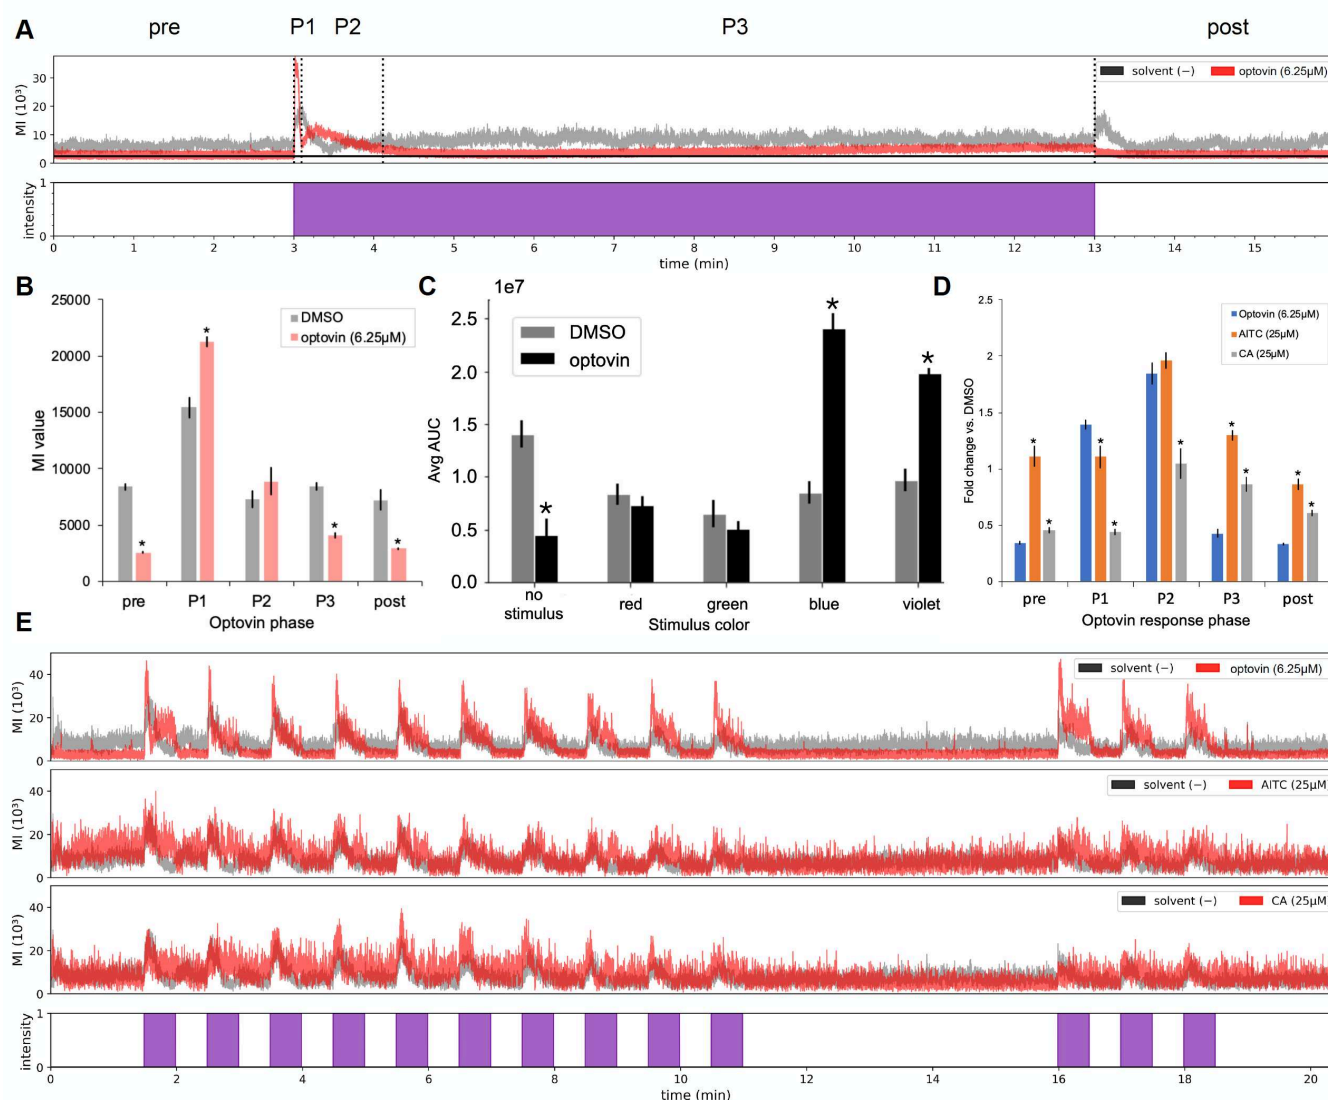 A pre P1 P2 P3 post
MI (10³)
30
20
10
0
solvent (−) optovin (6.25µM)
intensity
1
0
0 1 2 3 4 5 6 7 8 9 10 11 12 13 14 15
time (min)
B
25000
20000
15000
10000
5000
0
MI value
DMSO
optovin (6.25µM)
*
*
*
*
pre P1 P2 P3 post
Optovin phase
C
1e7
2.5
2.0
1.5
1.0
0.5
0.0
Avg AUC
DMSO
optovin
*
*
*
no stimulus red green blue violet
Stimulus color
D
2.5
2
1.5
1
0.5
0
Fold change vs. DMSO
Optovin (6.25µM)
AITC (25µM)
CA (25µM)
* * * * * * * * *
pre P1 P2 P3 post
Optovin response phase
E
MI (10³)
40
20
0
solvent (−) optovin (6.25µM)
MI (10³)
40
20
0
solvent (−) AITC (25µM)
MI (10³)
40
20
0
solvent (−) CA (25µM)
intensity
1
0
0 2 4 6 8 10 12 14 16 18 20
time (min)